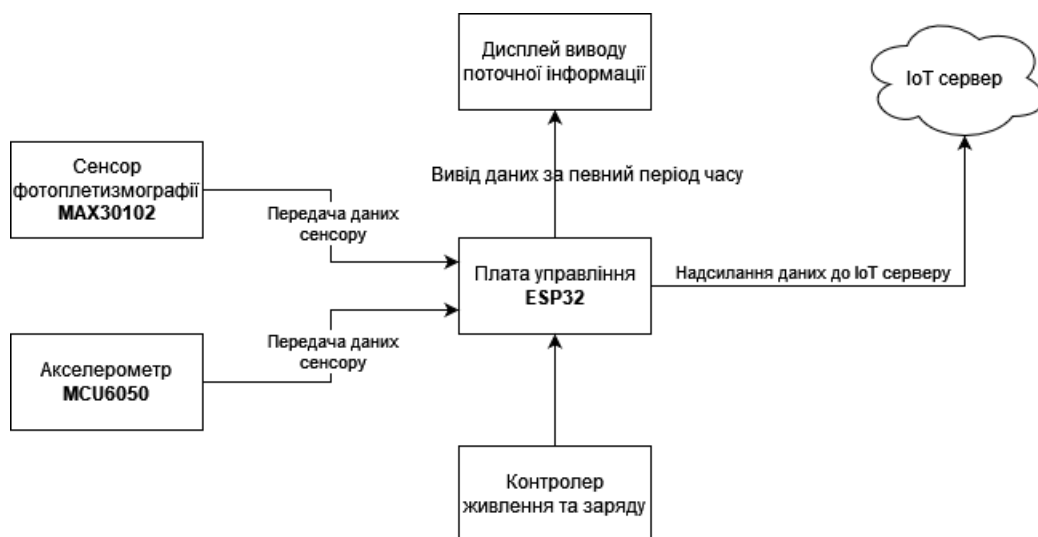 Дисплей виводу
поточної інформації
IoT сервер
Сенсор
фотоплетизмографії
MAX30102
Вивід даних за певний період часу
Передача даних
сенсору
Плата управління
ESP32
Надсилання даних до IoT серверу
Акселерометр
MCU6050
Передача даних
сенсору
Контролер
живлення та заряду